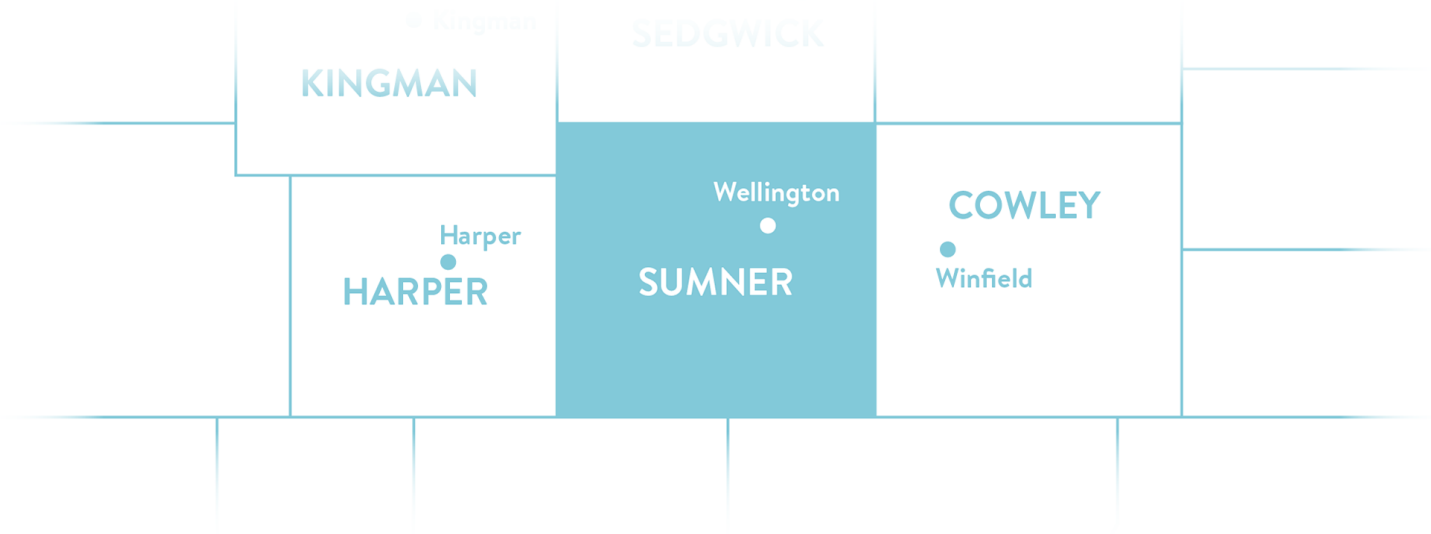 Kingman
SEDGWICK
KINGMAN
Wellington
COWLEY
Harper
Winfield
SUMNER
HARPER